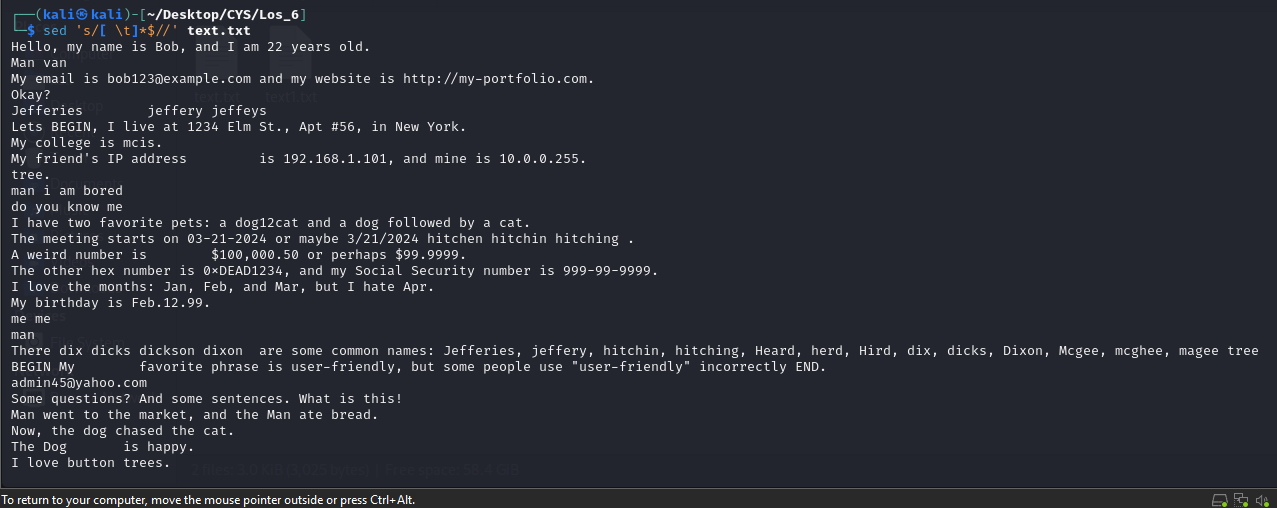 ┌──(kali㉿kali)-[~/Desktop/CYS/Los_6]
└─$ sed 's/[ \t]*$//' text.txt
Hello, my name is Bob, and I am 22 years old.
Man van
My email is bob123@example.com and my website is http://my-portfolio.com.
Okay?
Jefferies        jeffery jeffeys
Lets BEGIN, I live at 1234 Elm St., Apt #56, in New York.
My college is mcis.
My friend's IP address         is 192.168.1.101, and mine is 10.0.0.255.
tree.
man i am bored
do you know me
I have two favorite pets: a dog12cat and a dog followed by a cat.
The meeting starts on 03-21-2024 or maybe 3/21/2024 hitchen hitchin hitching .
A weird number is        $100,000.50 or perhaps $99.9999.
The other hex number is 0×DEAD1234, and my Social Security number is 999-99-9999.
I love the months: Jan, Feb, and Mar, but I hate Apr.
My birthday is Feb.12.99.
me me
man
There dix dicks dickson dixon  are some common names: Jefferies, jeffery, hitchin, hitching, Heard, herd, Hird, dix, dicks, Dixon, Mcgee, mcghee, magee tree
BEGIN My        favorite phrase is user-friendly, but some people use "user-friendly" incorrectly END.
admin45@yahoo.com
Some questions? And some sentences. What is this!
Man went to the market, and the Man ate bread.
Now, the dog chased the cat.
The Dog       is happy.
I love button trees.
To return to your computer, move the mouse pointer outside or press Ctrl+Alt.